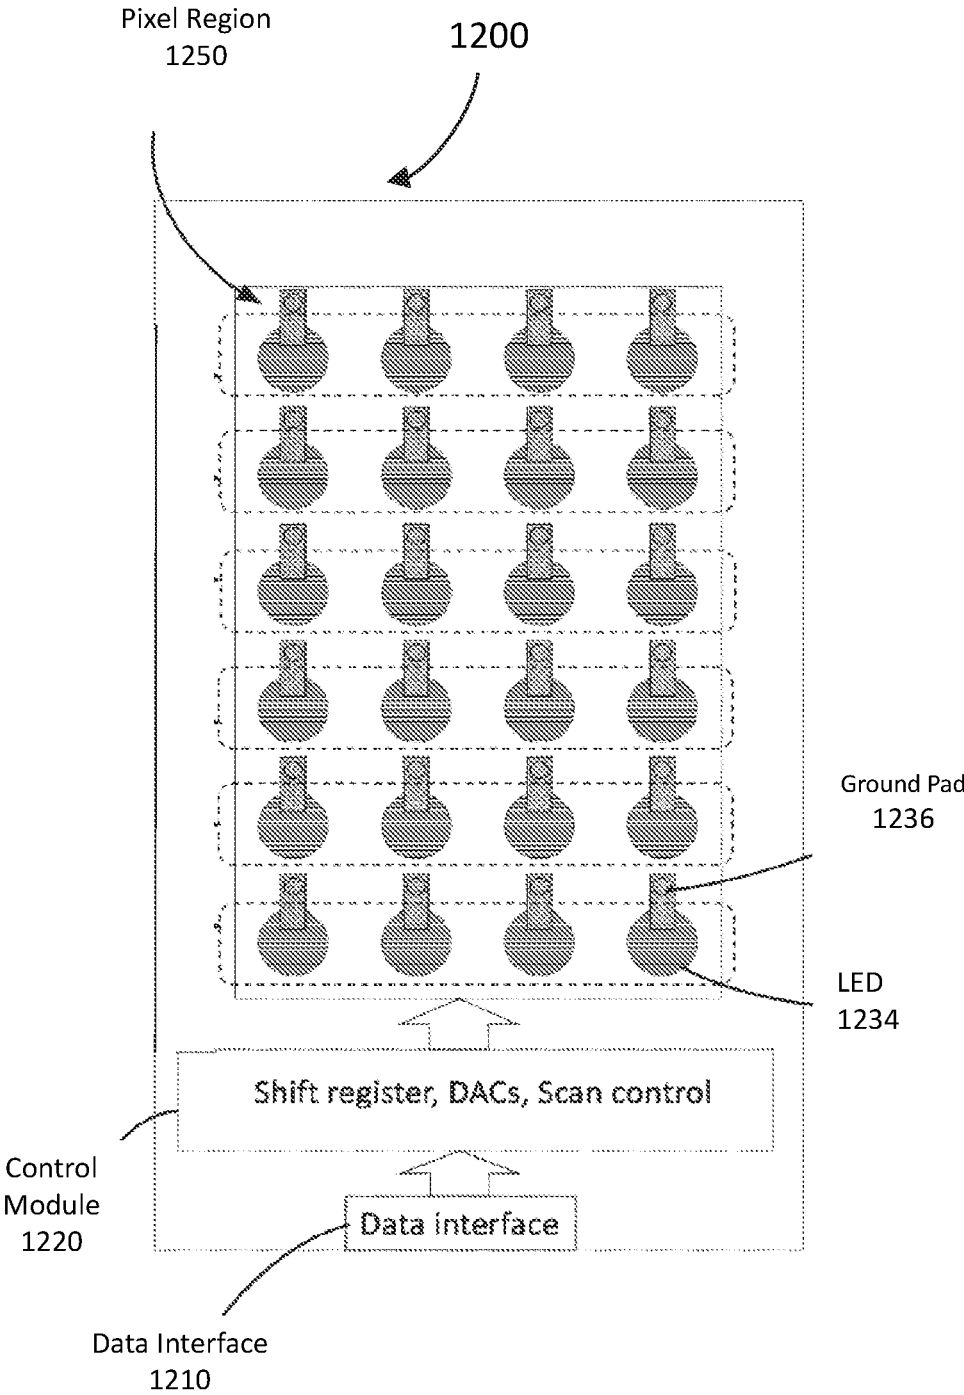 Pixel Region
1250
1200
Ground Pad
1236
LED
1234
Shift register, DACs, Scan control
Control
Module
1220
Data interface
Data Interface
1210